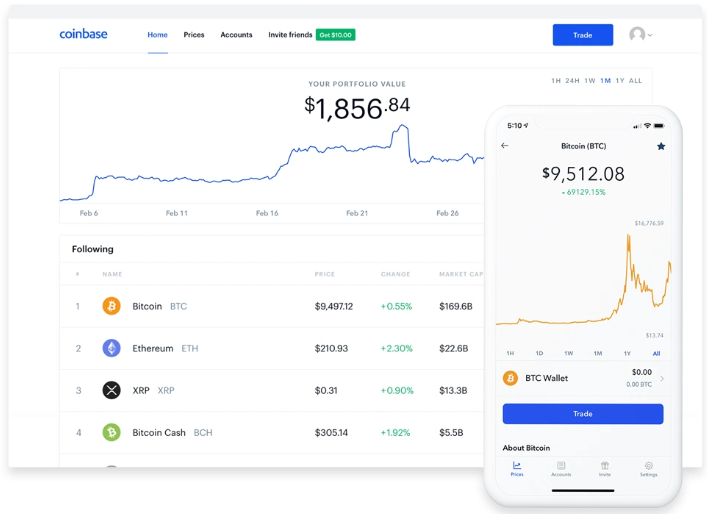 coinbase
Home Prices Accounts Invite friends Get $10.00
Trade
1H 24H 1W 1M 1Y ALL
YOUR PORTFOLIO VALUE
$1,856.84
Feb 6 Feb 11 Feb 16 Feb 21 Feb 26
Following
# NAME PRICE CHANGE MARKET CAP
1 Bitcoin BTC $9,497.12 +0.55% $169.6B
2 Ethereum ETH $210.93 +2.30% $22.6B
3 XRP XRP $0.31 +0.90% $13.3B
4 Bitcoin Cash BCH $305.14 +1.92% $5.5B
5:10
Bitcoin (BTC)
$9,512.08
69129.15%
$16,776.59
$13.74
1H 1D 1W 1M 1Y All
BTC Wallet $0.00
0.00 BTC
Trade
About Bitcoin
Prices Accounts Invite Settings